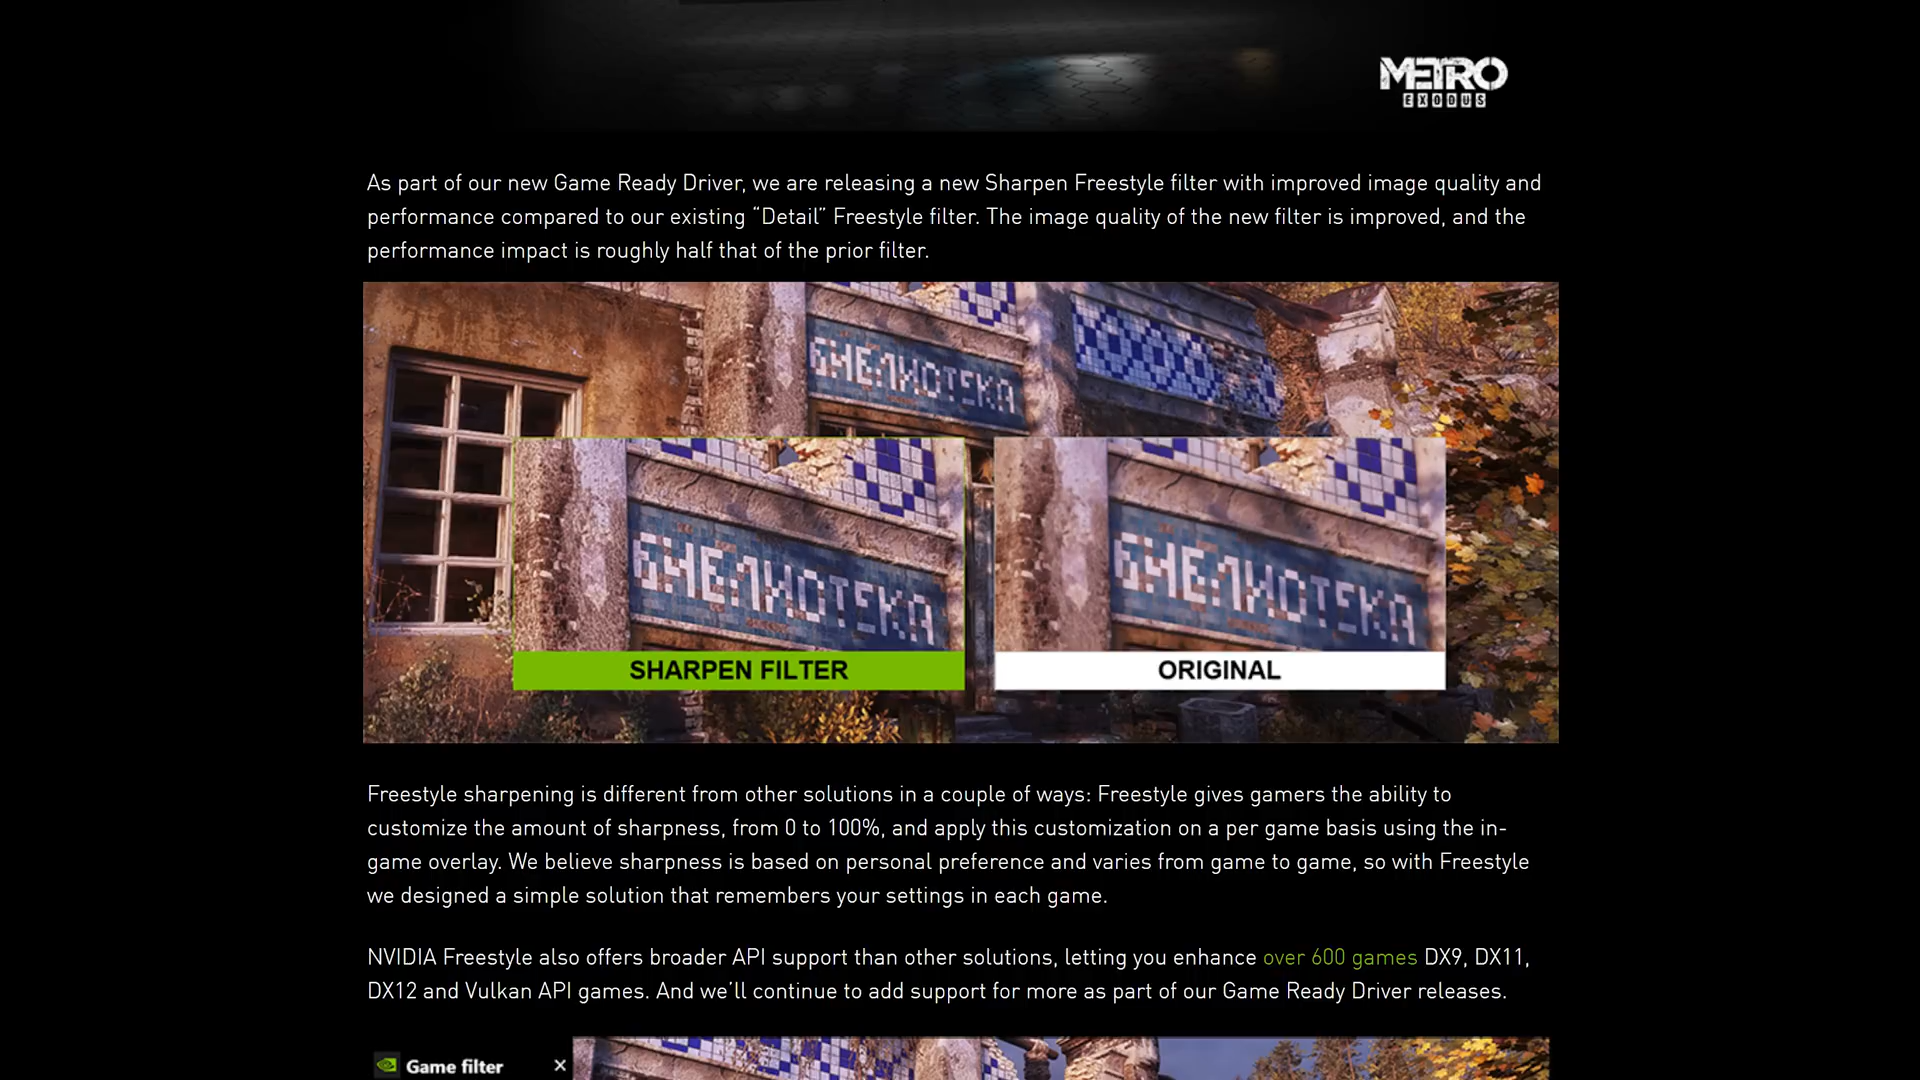 METRO
EXODUS
As part of our new Game Ready Driver, we are releasing a new Sharpen Freestyle filter with improved image quality and
performance compared to our existing “Detail” Freestyle filter. The image quality of the new filter is improved, and the
performance impact is roughly half that of the prior filter.
БИБЛИОТЕКА
БИБЛИОТЕКА
БИБЛИОТЕКА
SHARPEN FILTER
ORIGINAL
Freestyle sharpening is different from other solutions in a couple of ways: Freestyle gives gamers the ability to
customize the amount of sharpness, from 0 to 100%, and apply this customization on a per game basis using the in-
game overlay. We believe sharpness is based on personal preference and varies from game to game, so with Freestyle
we designed a simple solution that remembers your settings in each game.
NVIDIA Freestyle also offers broader API support than other solutions, letting you enhance over 600 games DX9, DX11,
DX12 and Vulkan API games. And we’ll continue to add support for more as part of our Game Ready Driver releases.
Game filter